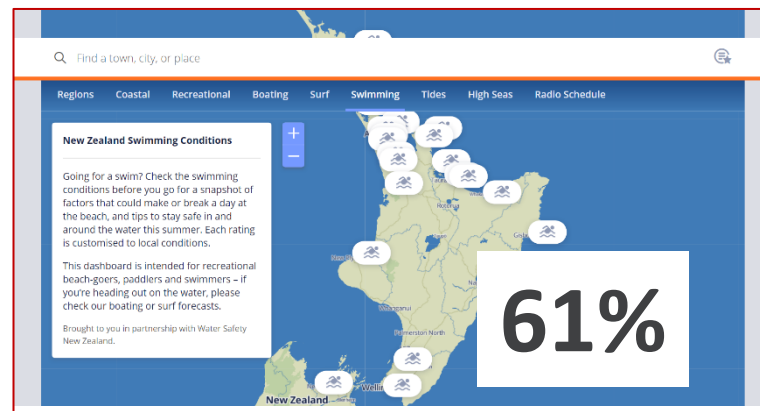 Find a town, city, or place
Regions Coastal Recreational Boating Surf Swimming Tides High Seas Radio Schedule
New Zealand Swimming Conditions
Going for a swim? Check the swimming
conditions before you go for a snapshot of
factors that could make or break a day at
the beach, and tips to stay safe in and
around the water this summer. Each rating
is customised to local conditions.
This dashboard is intended for recreational
beach-goers, paddlers and swimmers – if
you're heading out on the water, please
check our boating or surf forecasts.
Brought to you in partnership with Water Safety
New Zealand.
+
−
Rotorua
61%
Palmerston North
New Zealand